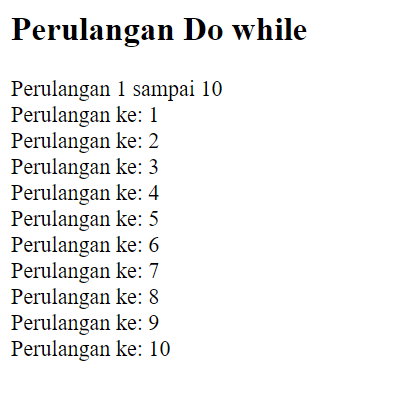 Perulangan Do while
Perulangan 1 sampai 10
Perulangan ke: 1
Perulangan ke: 2
Perulangan ke: 3
Perulangan ke: 4
Perulangan ke: 5
Perulangan ke: 6
Perulangan ke: 7
Perulangan ke: 8
Perulangan ke: 9
Perulangan ke: 10